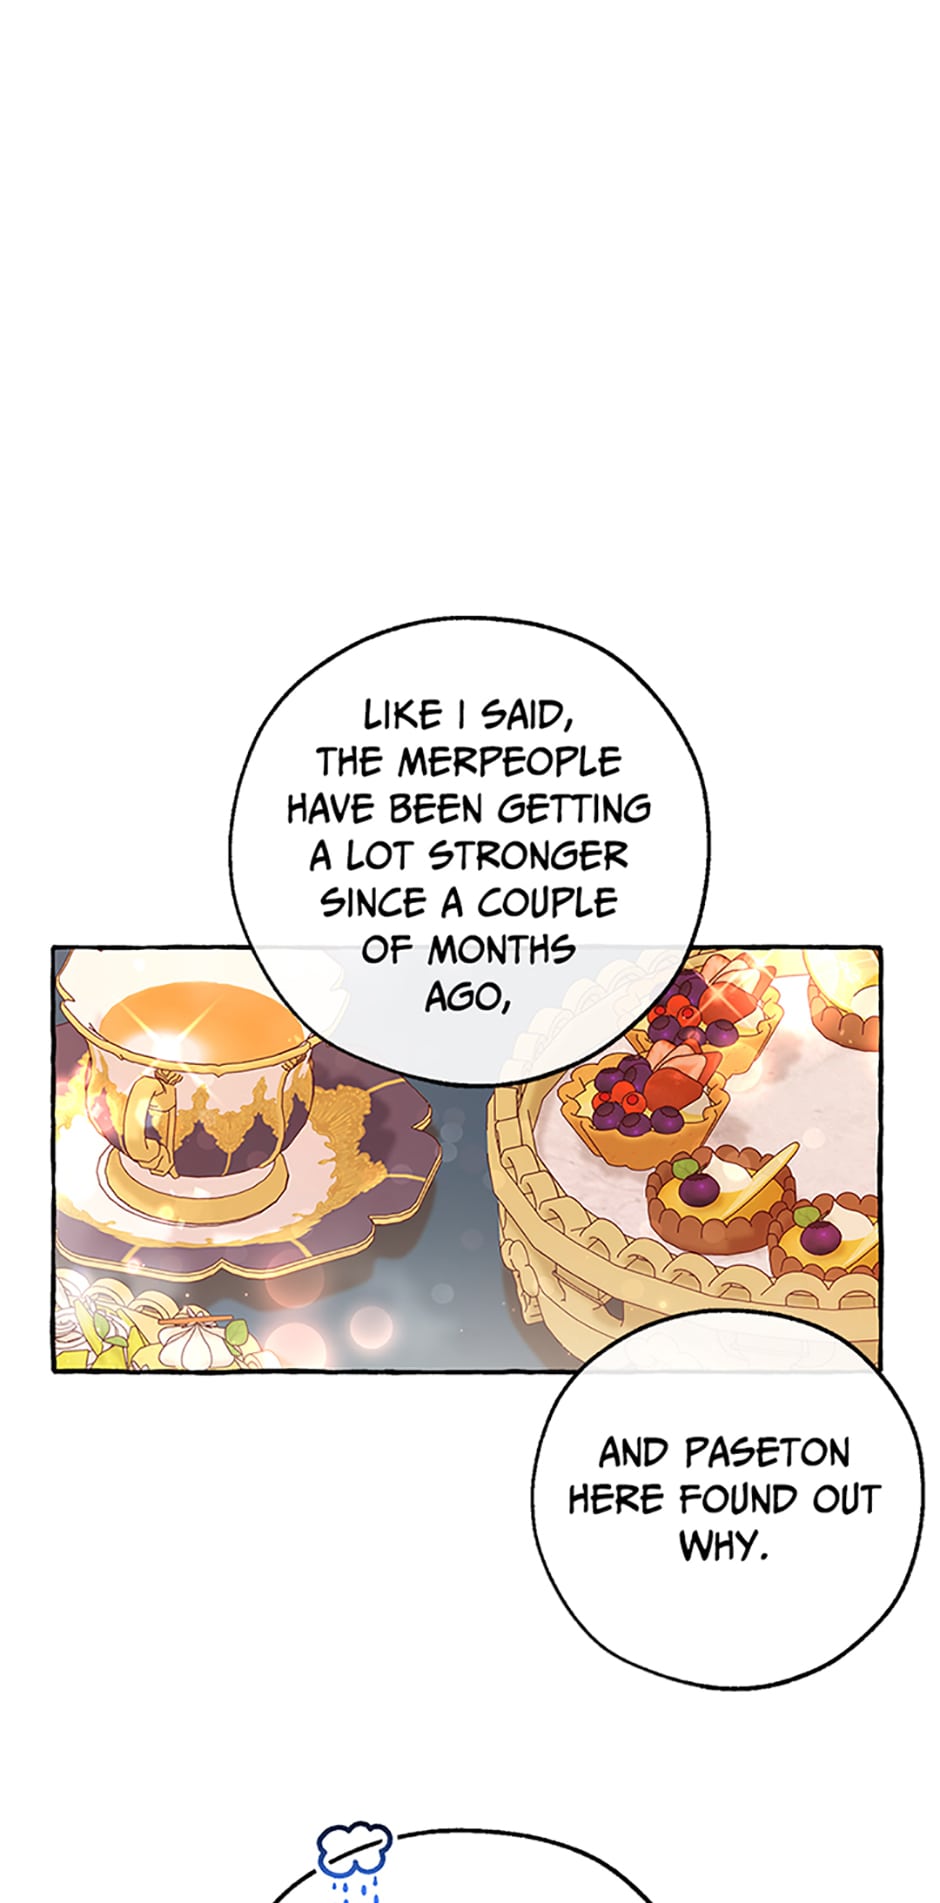 LIKE I SAID,
THE MERPEOPLE
HAVE BEEN GETTING
A LOT STRONGER
SINCE A COUPLE
OF MONTHS
AGO,
AND PASETON
HERE FOUND OUT
WHY.